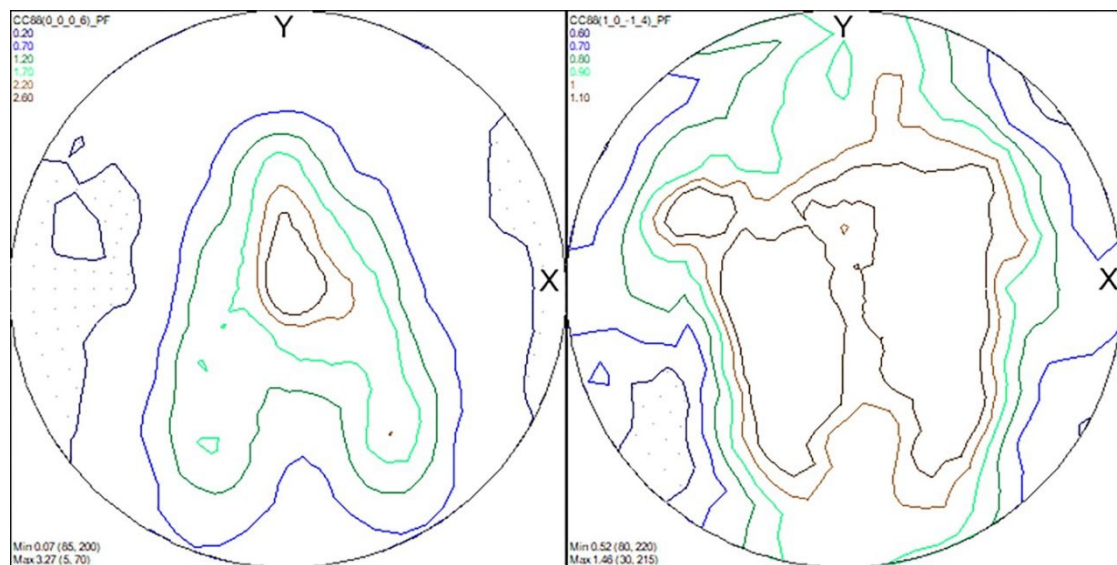 CC88(0_0_0_6)_PF
0.20
0.70
1.20
1.70
2.20
2.60
Y
X
Min 0.07 (85, 200)
Max 3.27 (5, 70)
CC88(1_0_-1_4)_PF
0.60
0.70
0.80
0.90
1
1.10
Y
X
Min 0.52 (80, 220)
Max 1.46 (30, 215)